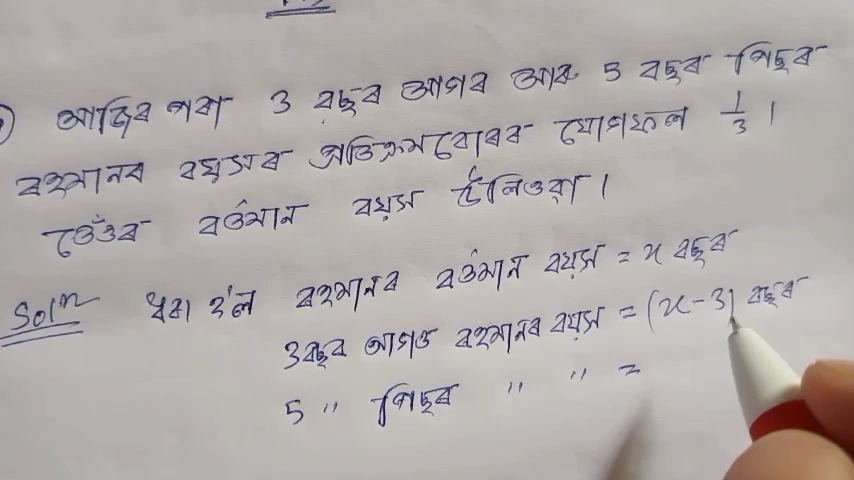 আজিৰ পৰা 3 বছৰ আগৰ আৰু 5 বছৰ পিছৰ
ৰহমানৰ বয়সৰ প্ৰতিক্ৰমবোৰৰ যোগফল 1/3 ।
তেওঁৰ বৰ্তমান বয়স উলিওৱা ।
Solⁿ ধৰা হ'ল ৰহমানৰ বৰ্তমান বয়স = x বছৰ
3 বছৰ আগত ৰহমানৰ বয়স = (x - 3) বছৰ
5 " পিছৰ " " =